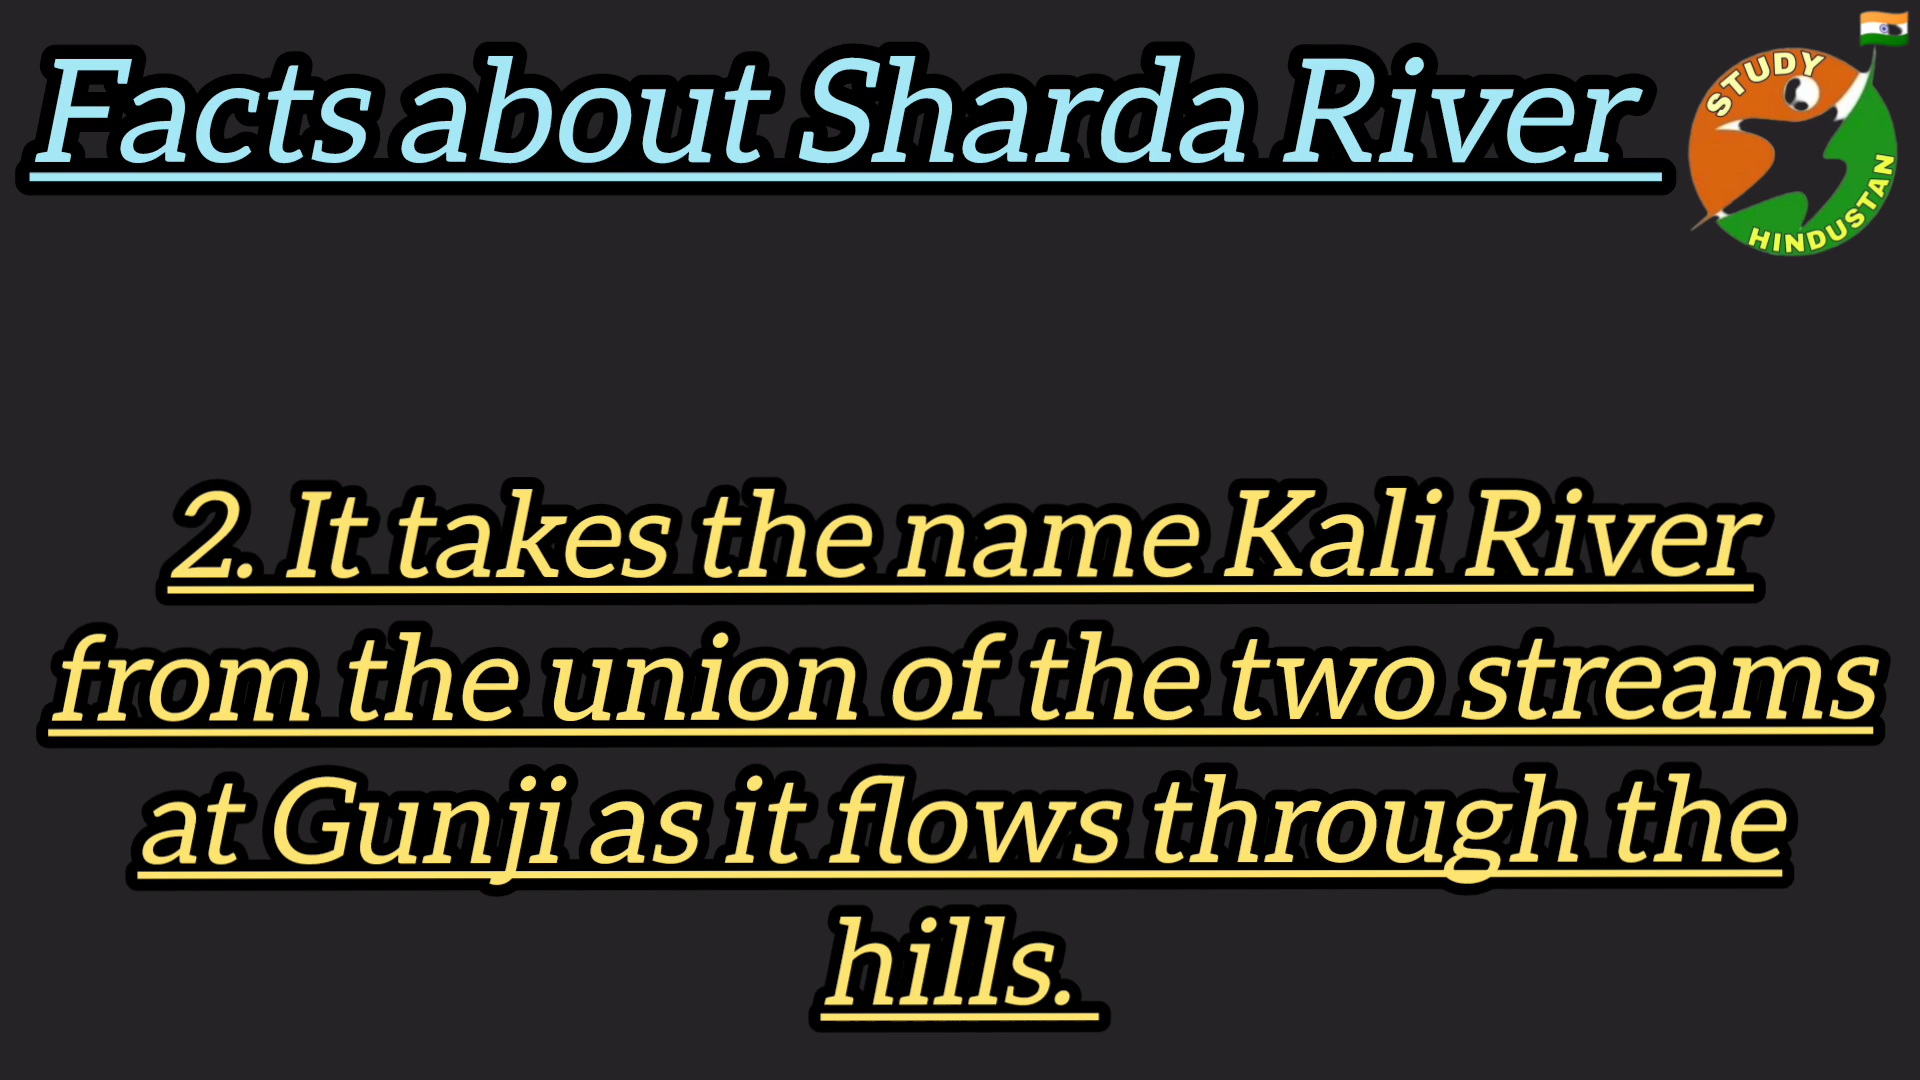 Facts about Sharda River
STUDY
HINDUSTAN
2. It takes the name Kali River
from the union of the two streams
at Gunji as it flows through the
hills.